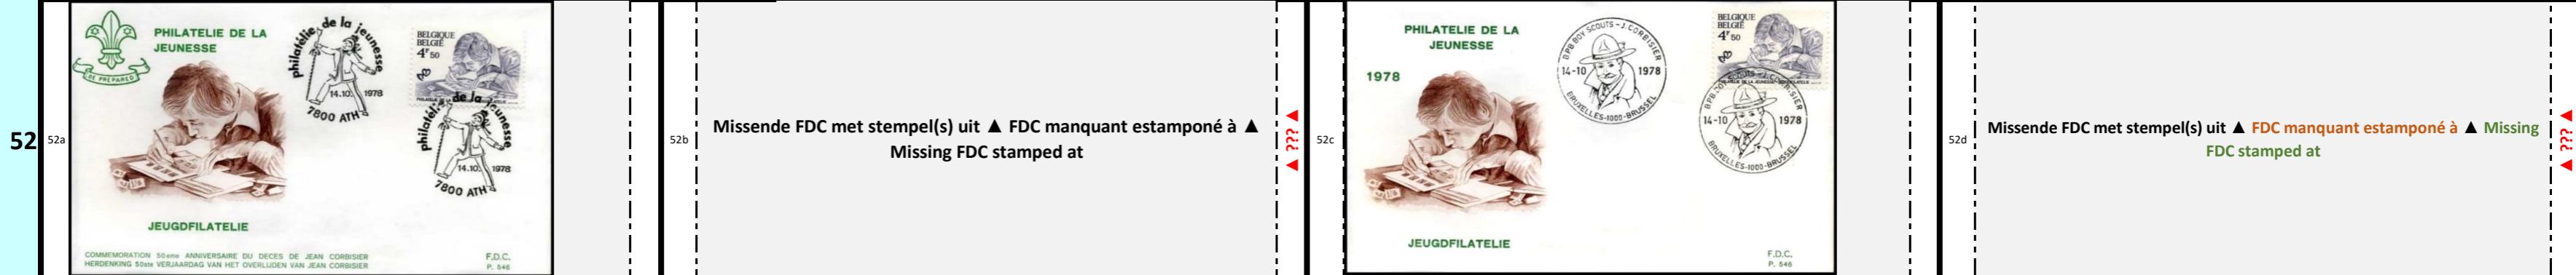 52
52a
BE PREPARED
PHILATELIE DE LA
JEUNESSE
philatélie de la jeunesse
14.10. 1978
7800 ATH
BELGIQUE
BELGIË
4F50
philatélie de la jeunesse
14.10. 1978
7800 ATH
JEUGDFILATELIE
COMMEMORATION 50eme ANNIVERSAIRE DU DECES DE JEAN CORBISIER
HERDENKING 50ste VERJAARDAG VAN HET OVERLIJDEN VAN JEAN CORBISIER
F.D.C.
P. 546
52b
Missende FDC met stempel(s) uit ▲ FDC manquant estamponé à ▲
Missing FDC stamped at
▲ ??? ▲
52c
PHILATELIE DE LA
JEUNESSE
1978
BPB BOY SCOUTS - J. CORBISIER
14-10 1978
BRUXELLES-1000-BRUSSEL
BELGIQUE
BELGIË
4F50
BPB BOY SCOUTS - J. CORBISIER
14-10 1978
BRUXELLES-1000-BRUSSEL
JEUGDFILATELIE
F.D.C.
P. 546
52d
Missende FDC met stempel(s) uit ▲ FDC manquant estamponé à ▲ Missing
FDC stamped at
▲ ??? ▲